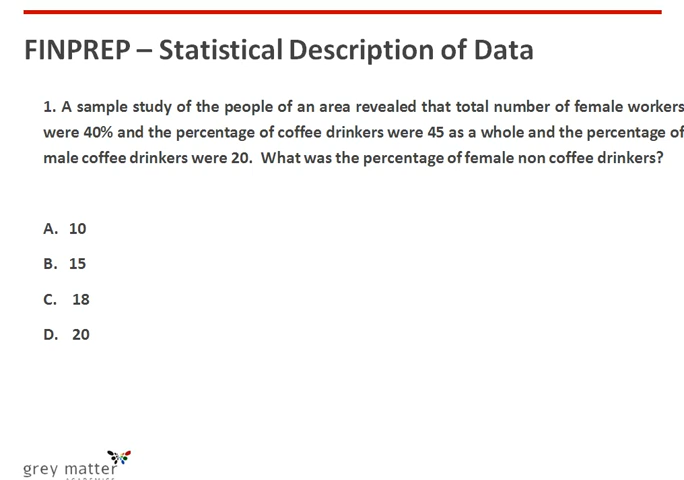 FINPREP – Statistical Description of Data
1. A sample study of the people of an area revealed that total number of female workers
were 40% and the percentage of coffee drinkers were 45 as a whole and the percentage of
male coffee drinkers were 20. What was the percentage of female non coffee drinkers?
A. 10
B. 15
C. 18
D. 20
grey matter